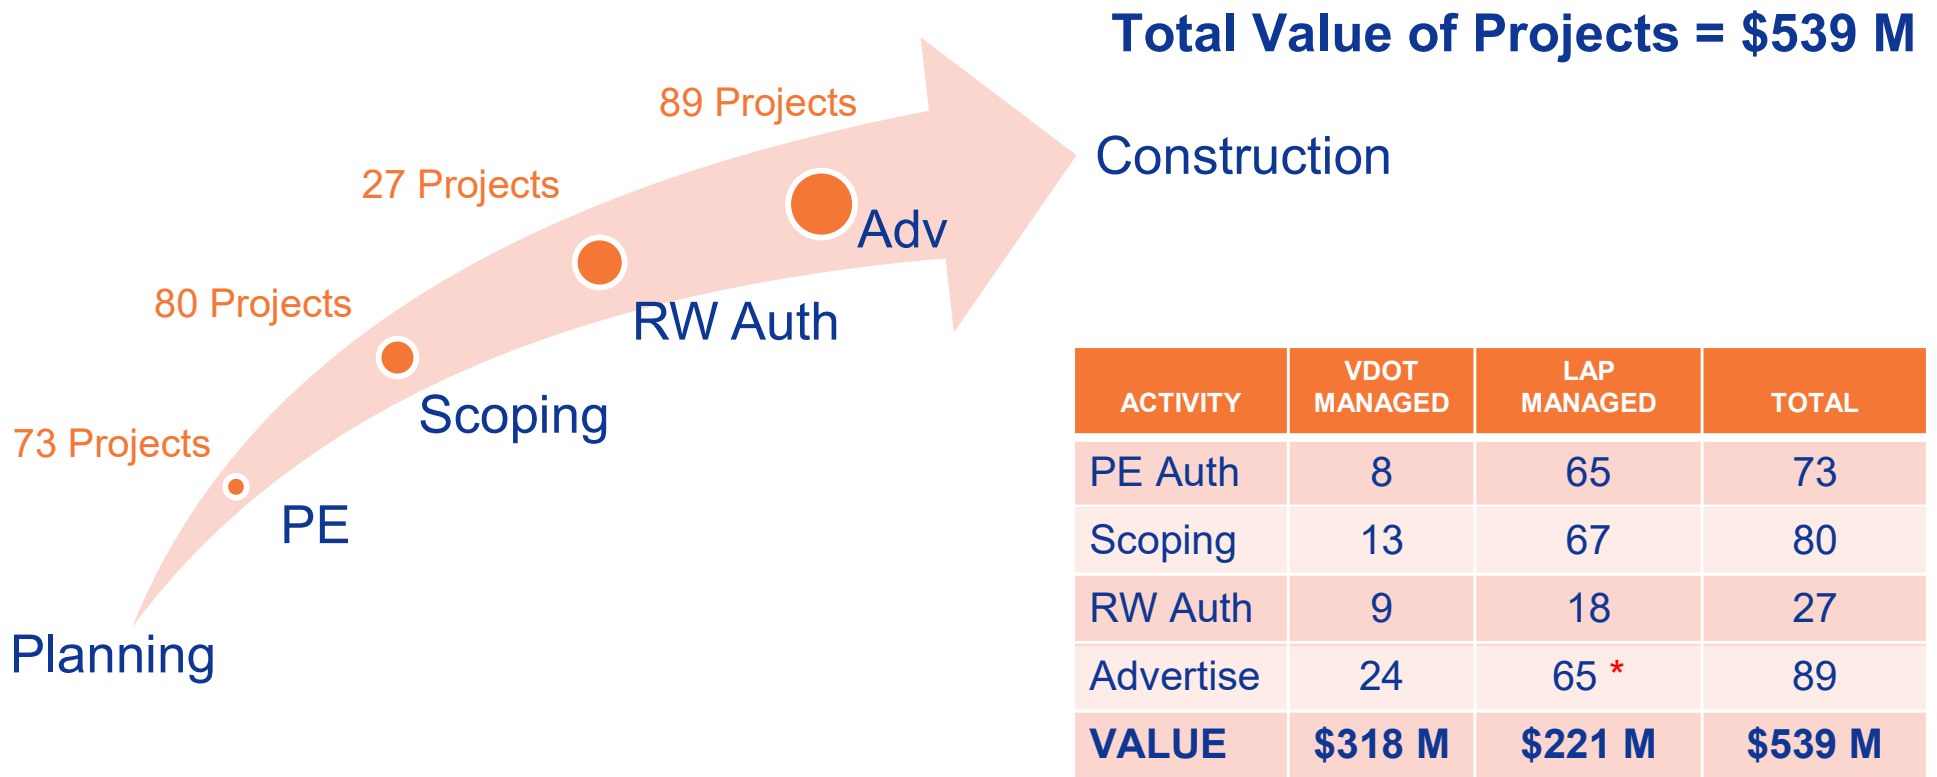 Total Value of Projects = $539 M
89 Projects
Construction
27 Projects
Adv
80 Projects
RW Auth
Scoping
73 Projects
PE
Planning
ACTIVITY VDOT MANAGED LAP MANAGED TOTAL
PE Auth 8 65 73
Scoping 13 67 80
RW Auth 9 18 27
Advertise 24 65 * 89
VALUE $318 M $221 M $539 M